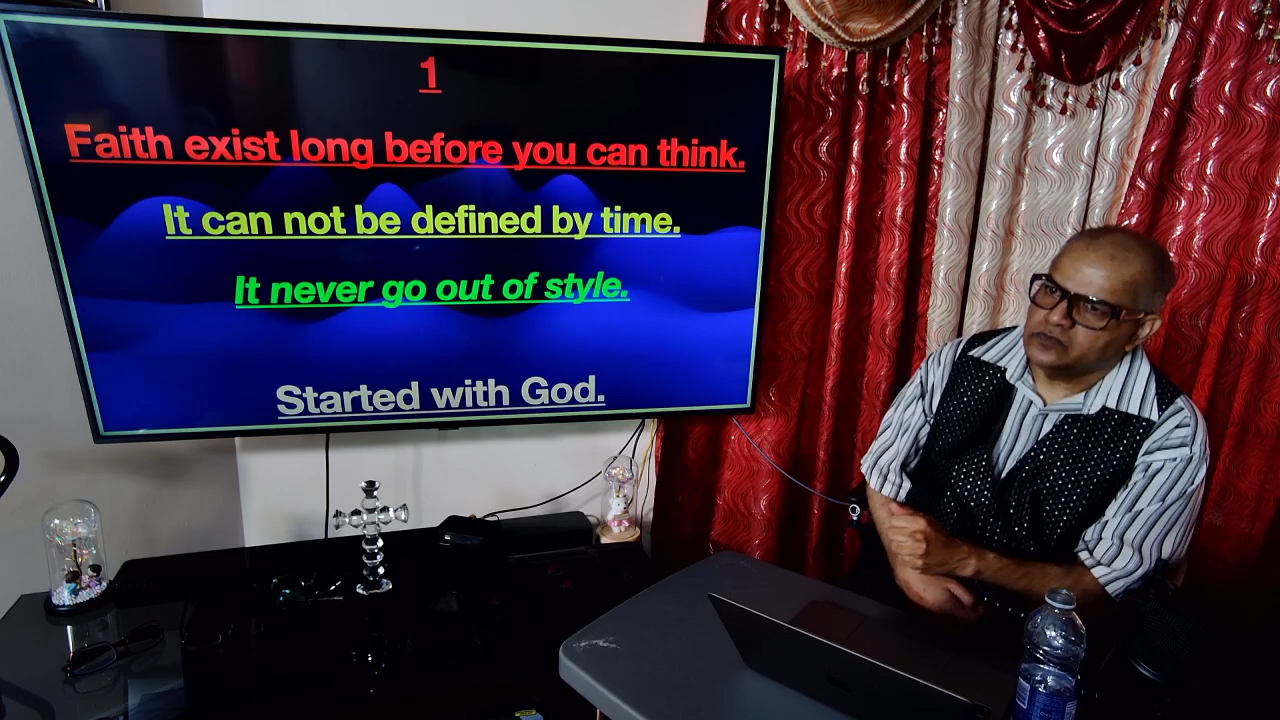 1
Faith exist long before you can think.
It can not be defined by time.
It never go out of style.
Started with God.